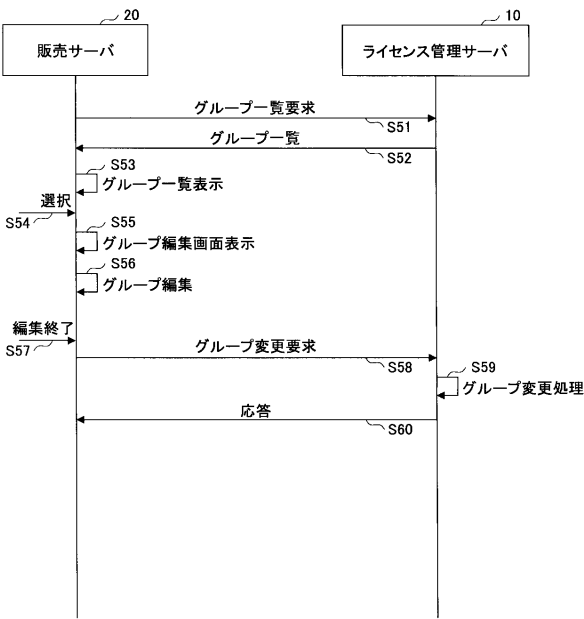 20
10
販売サーバ
ライセンス管理サーバ
グループ一覧要求
S51
グループ一覧
S52
S53
グループ一覧表示
選択
S54
S55
グループ編集画面表示
S56
グループ編集
編集終了
S57
グループ変更要求
S58
S59
グループ変更処理
応答
S60